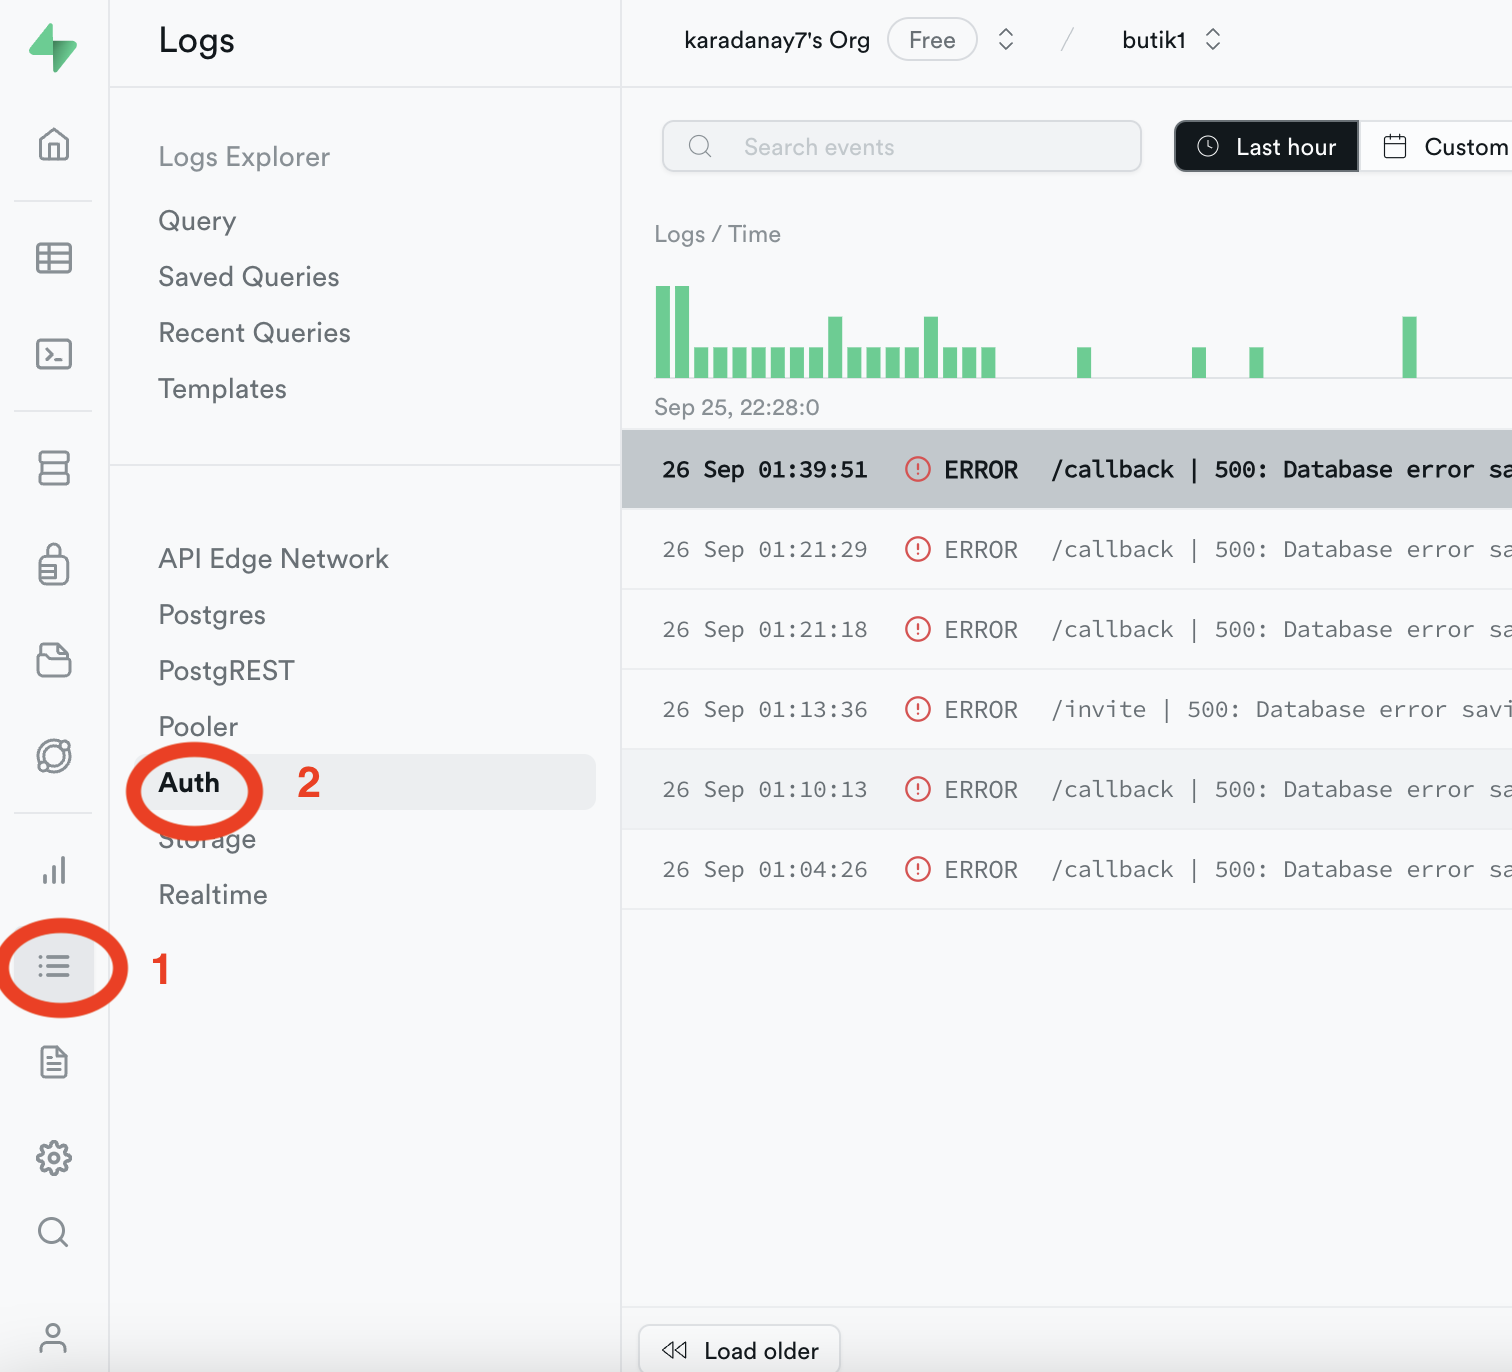 Logs
karadanay7's Org
Free
/
butik1
Logs Explorer
Query
Saved Queries
Recent Queries
Templates
API Edge Network
Postgres
PostgREST
Pooler
Auth
2
Storage
Realtime
1
Search events
Last hour
Custom
Logs / Time
Sep 25, 22:28:0
26 Sep 01:39:51 ERROR /callback | 500: Database error sa
26 Sep 01:21:29 ERROR /callback | 500: Database error sa
26 Sep 01:21:18 ERROR /callback | 500: Database error sa
26 Sep 01:13:36 ERROR /invite | 500: Database error savi
26 Sep 01:10:13 ERROR /callback | 500: Database error sa
26 Sep 01:04:26 ERROR /callback | 500: Database error sa
Load older